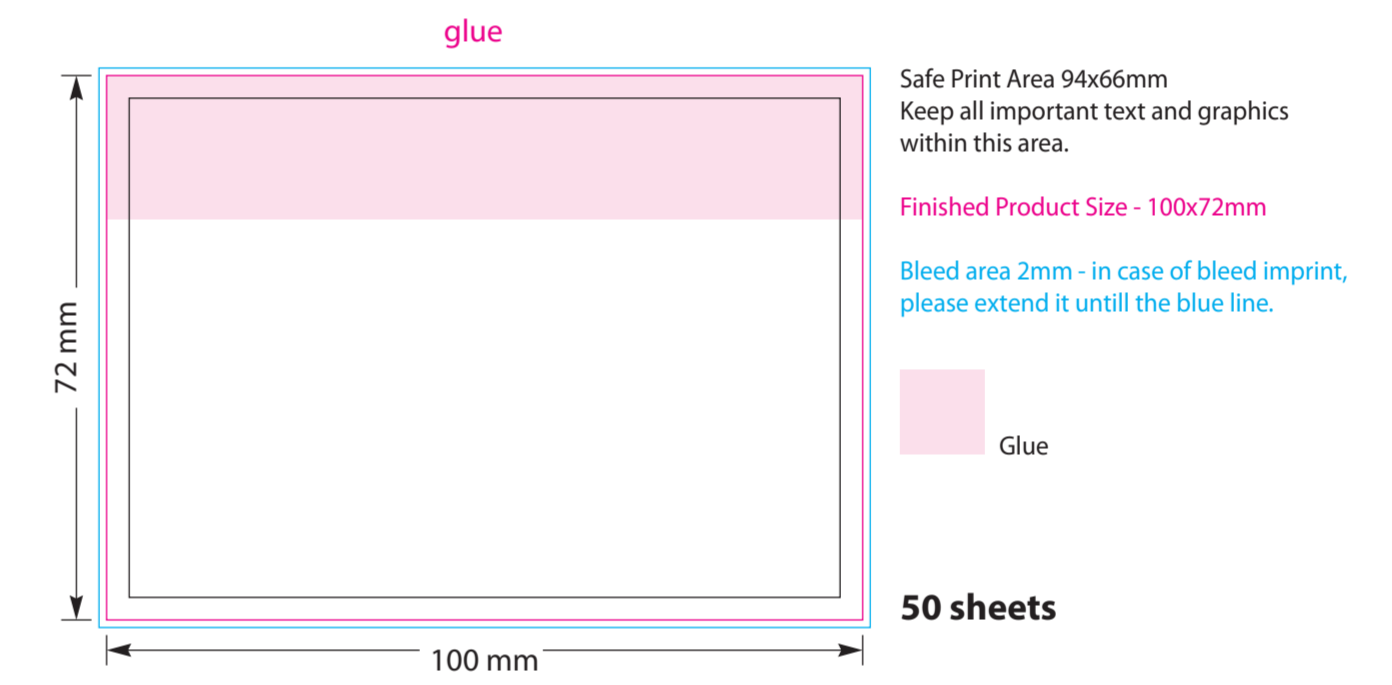 glue
Safe Print Area 94x66mm
Keep all important text and graphics
within this area.
Finished Product Size - 100x72mm
Bleed area 2mm - in case of bleed imprint,
please extend it untill the blue line.
72 mm
Glue
50 sheets
100 mm